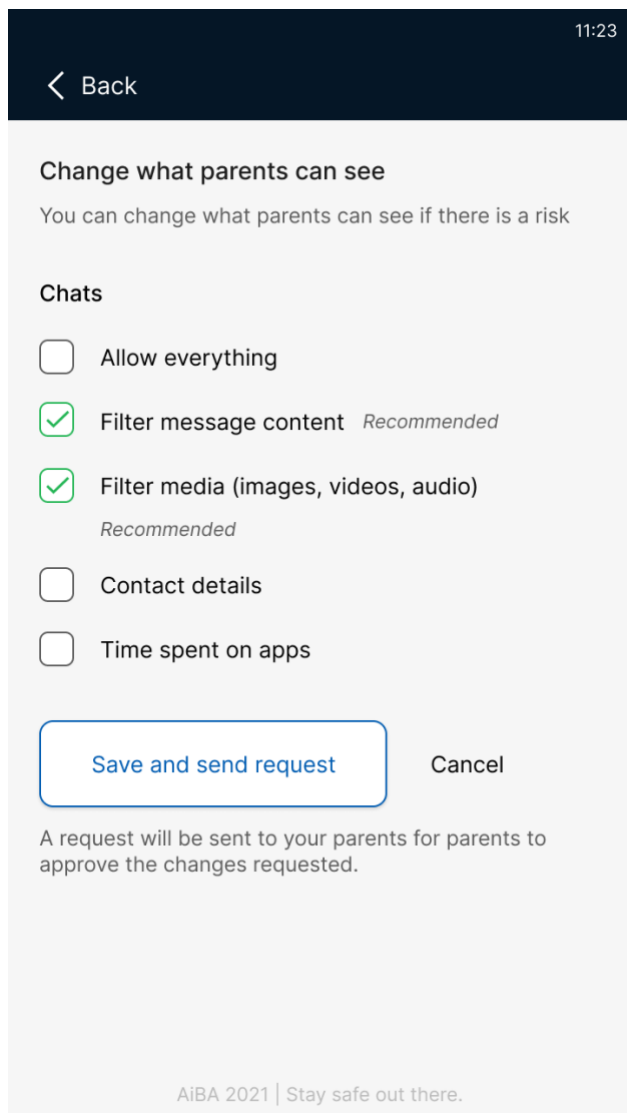 11:23
Back
Change what parents can see
You can change what parents can see if there is a risk
Chats
Allow everything
Filter message content Recommended
Filter media (images, videos, audio)
Recommended
Contact details
Time spent on apps
Save and send request Cancel
A request will be sent to your parents for parents to
approve the changes requested.
AiBA 2021 | Stay safe out there.